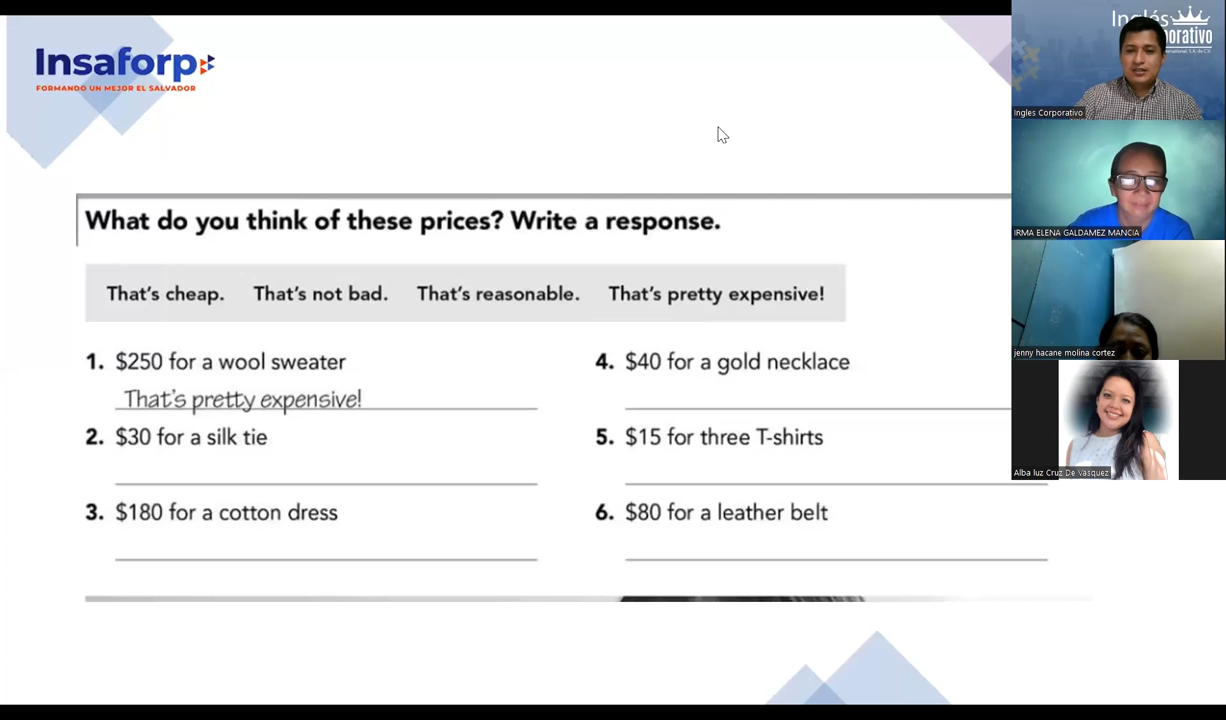 Insaforp
FORMANDO UN MEJOR EL SALVADOR
What do you think of these prices? Write a response.
That's cheap. That's not bad. That's reasonable. That's pretty expensive!
1. $250 for a wool sweater
That's pretty expensive!
2. $30 for a silk tie
3. $180 for a cotton dress
4. $40 for a gold necklace
5. $15 for three T-shirts
6. $80 for a leather belt
Ingles Corporativo
IRMA ELENA GALDAMEZ MANCIA
jenny hacane molina cortez
Alba luz Cruz De Vasquez